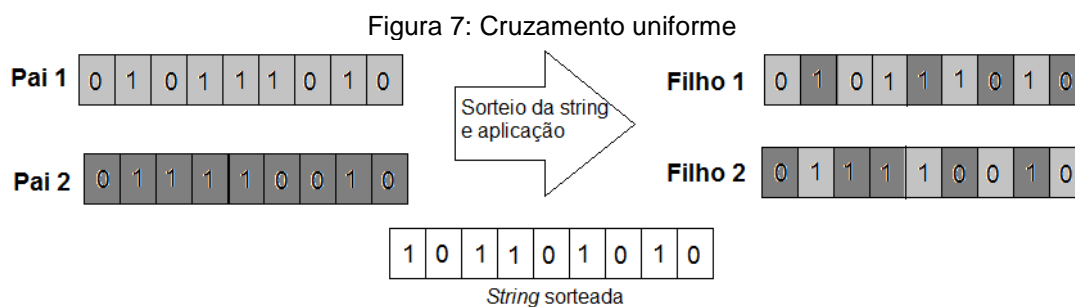 Figura 7: Cruzamento uniforme
Pai 1 0 1 0 1 1 1 0 1 0
Sorteio da string
e aplicação
Filho 1 0 1 0 1 1 1 0 1 0
Pai 2 0 1 1 1 1 0 0 1 0
Filho 2 0 1 1 1 1 0 0 1 0
1 0 1 1 0 1 0 1 0
String sorteada